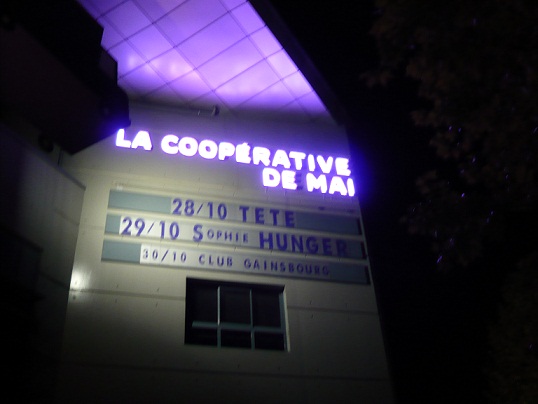 LA COOPÉRATIVE
DE MAI
28/10 TETE
29/10 SOPHIE HUNGER
30/10 CLUB GAINSBOURG